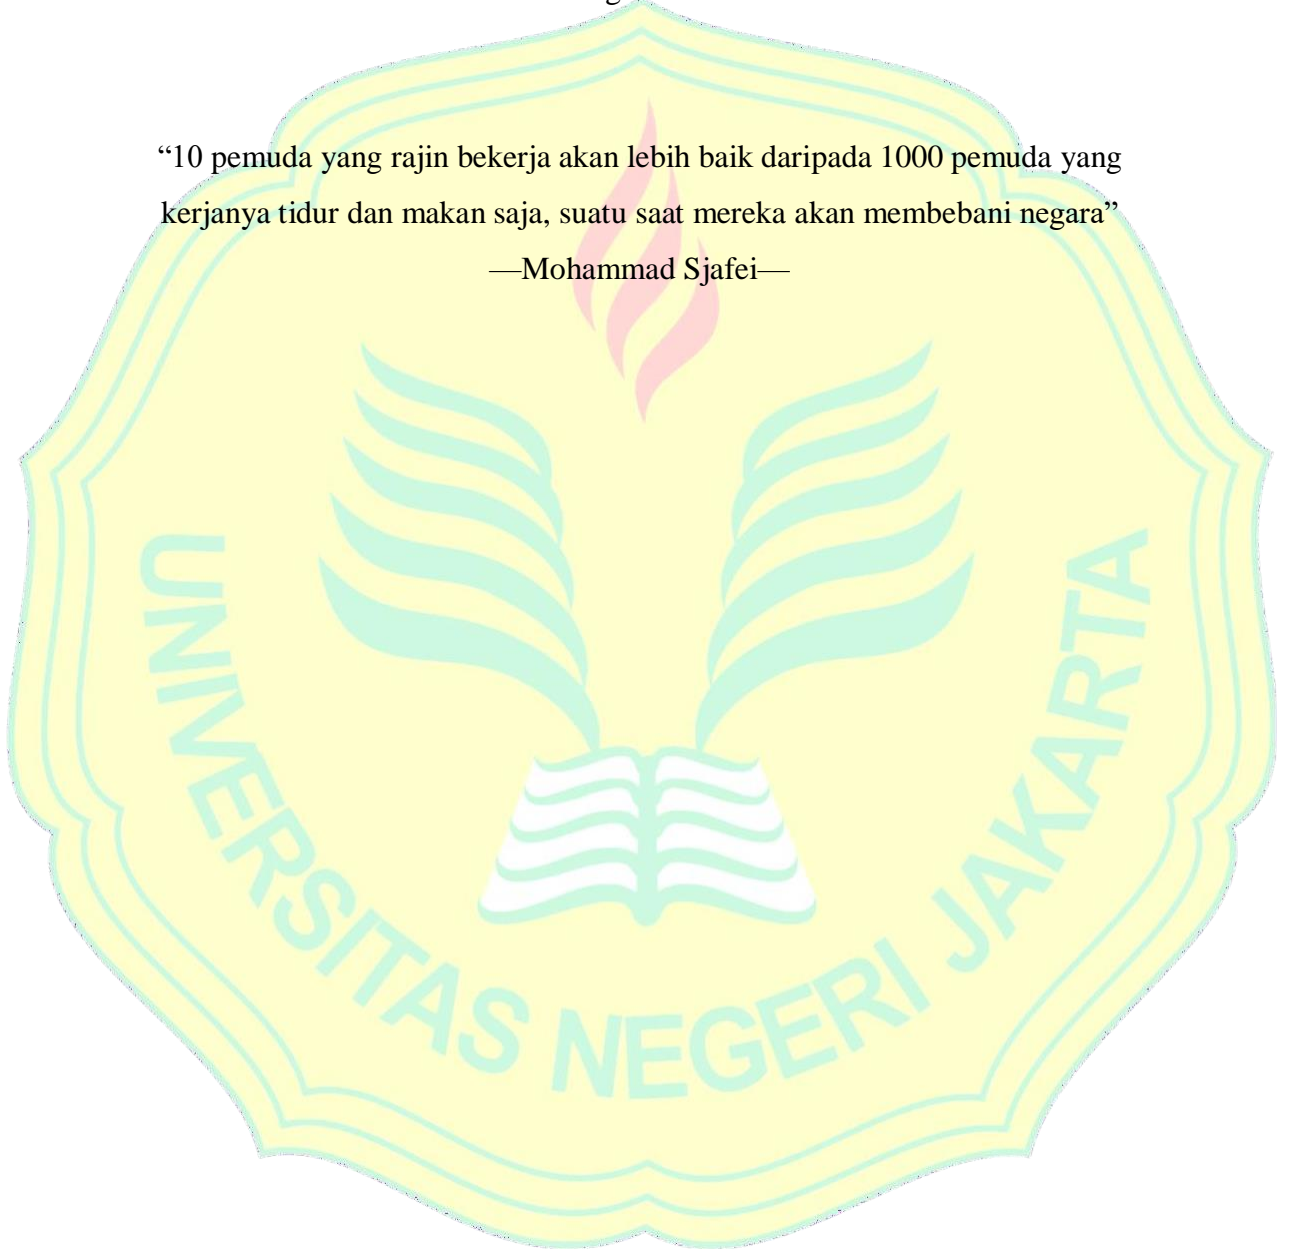 “10 pemuda yang rajin bekerja akan lebih baik daripada 1000 pemuda yang
kerjanya tidur dan makan saja, suatu saat mereka akan membebani negara”
—Mohammad Sjafei—
UNIVERSITAS NEGERI JAKARTA